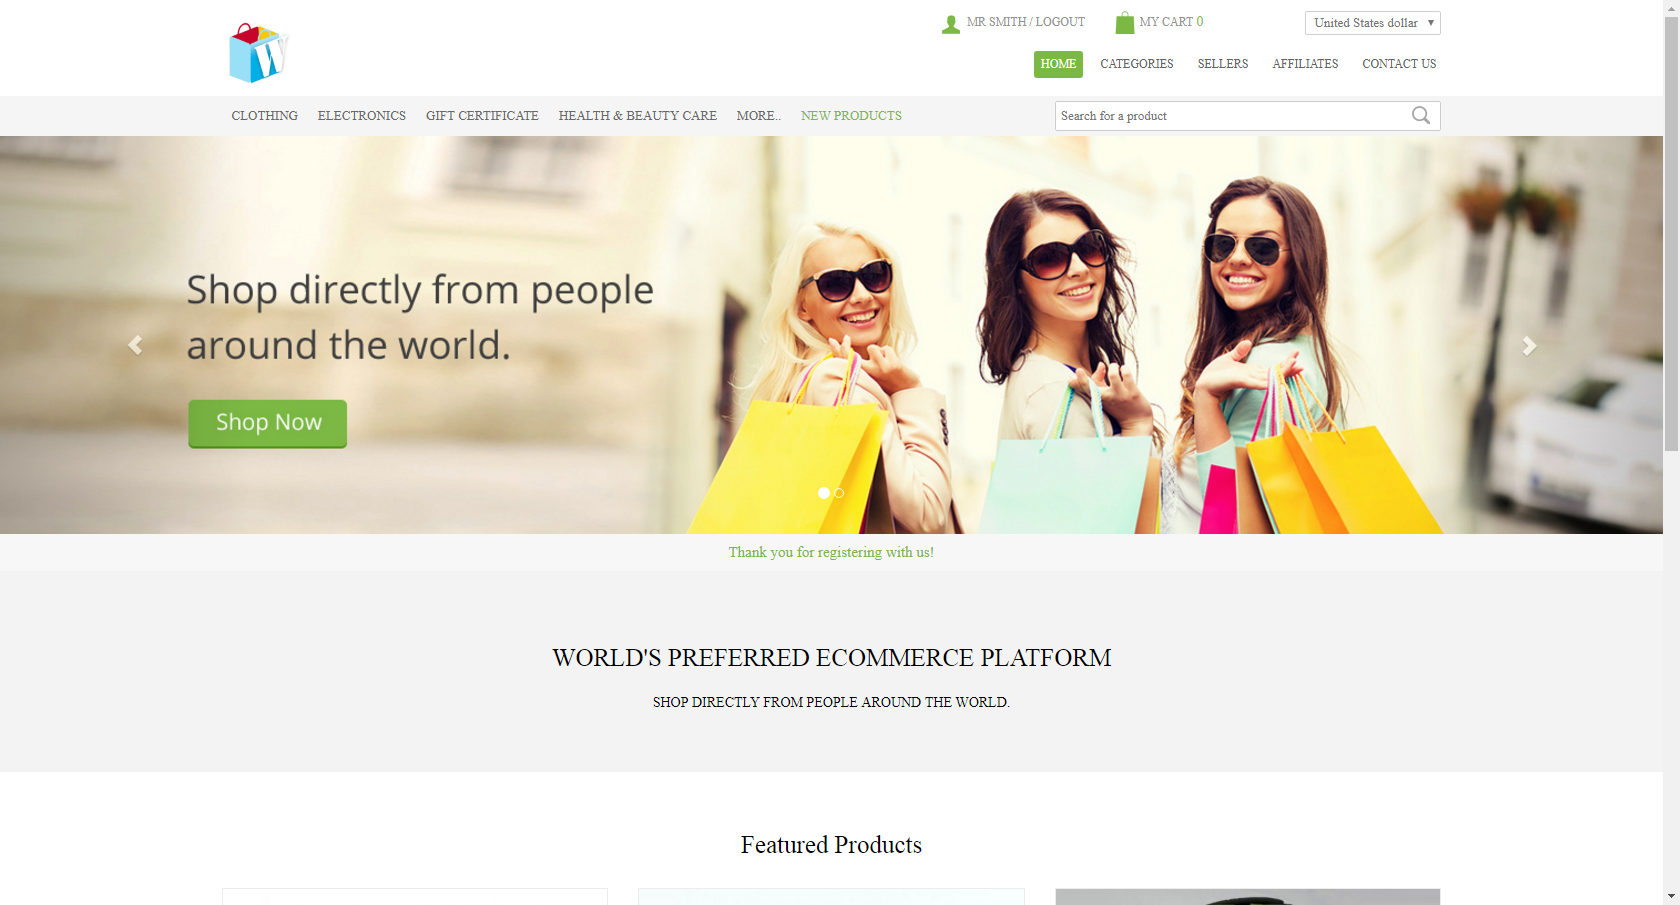 MR SMITH / LOGOUT
MY CART 0
United States dollar
HOME
CATEGORIES
SELLERS
AFFILIATES
CONTACT US
CLOTHING
ELECTRONICS
GIFT CERTIFICATE
HEALTH & BEAUTY CARE
MORE..
NEW PRODUCTS
Search for a product
Shop directly from people
around the world.
Shop Now
Thank you for registering with us!
WORLD'S PREFERRED ECOMMERCE PLATFORM
SHOP DIRECTLY FROM PEOPLE AROUND THE WORLD.
Featured Products